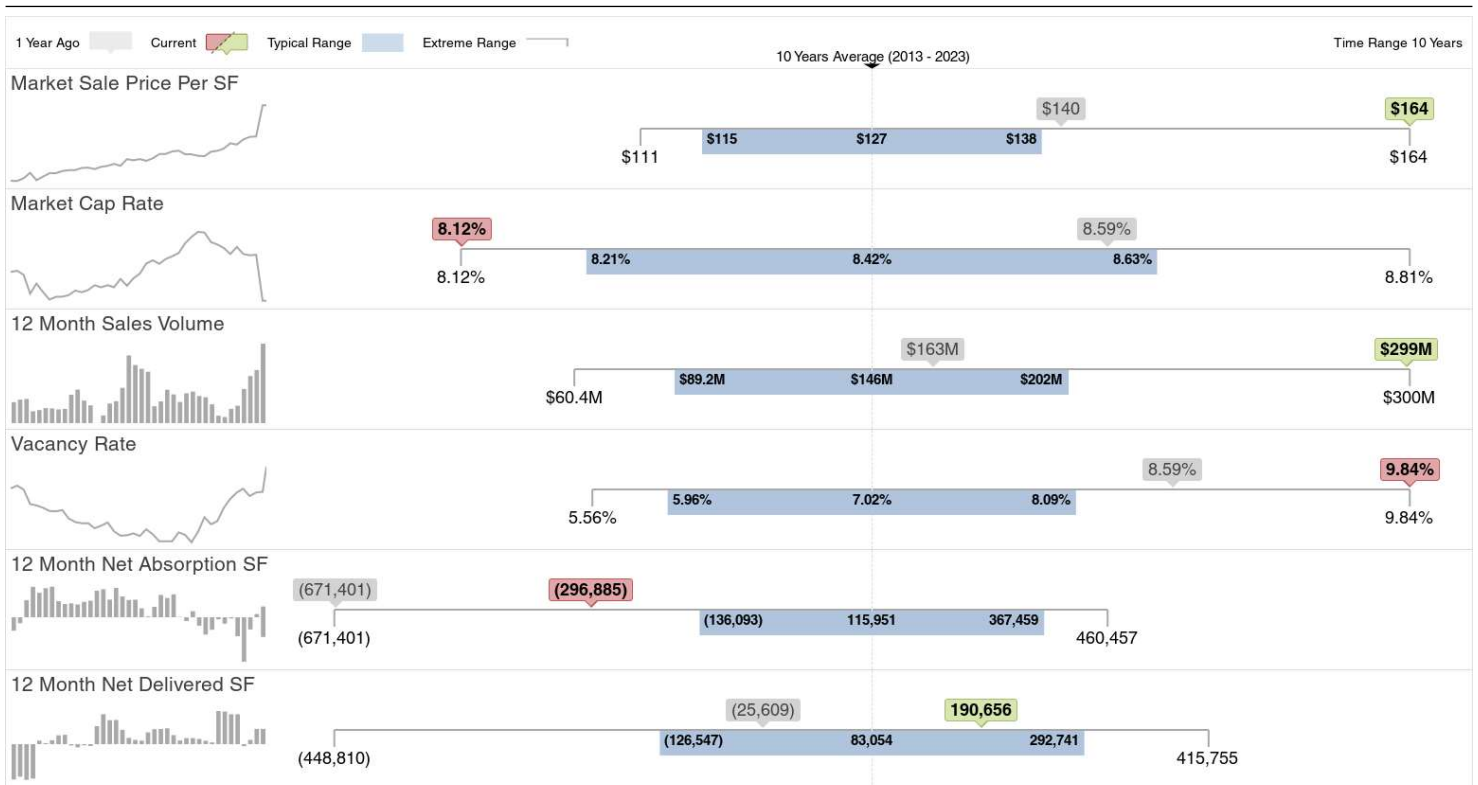 1 Year Ago Current Typical Range Extreme Range Time Range 10 Years
10 Years Average (2013 - 2023)
Market Sale Price Per SF
$140 $164
$115 $127 $138
$111 $164
Market Cap Rate
8.12% 8.59%
8.21% 8.42% 8.63%
8.12% 8.81%
12 Month Sales Volume
$163M $299M
$89.2M $146M $202M
$60.4M $300M
Vacancy Rate
8.59% 9.84%
5.96% 7.02% 8.09%
5.56% 9.84%
12 Month Net Absorption SF
(671,401) (296,885)
(136,093) 115,951 367,459
(671,401) 460,457
12 Month Net Delivered SF
(25,609) 190,656
(126,547) 83,054 292,741
(448,810) 415,755